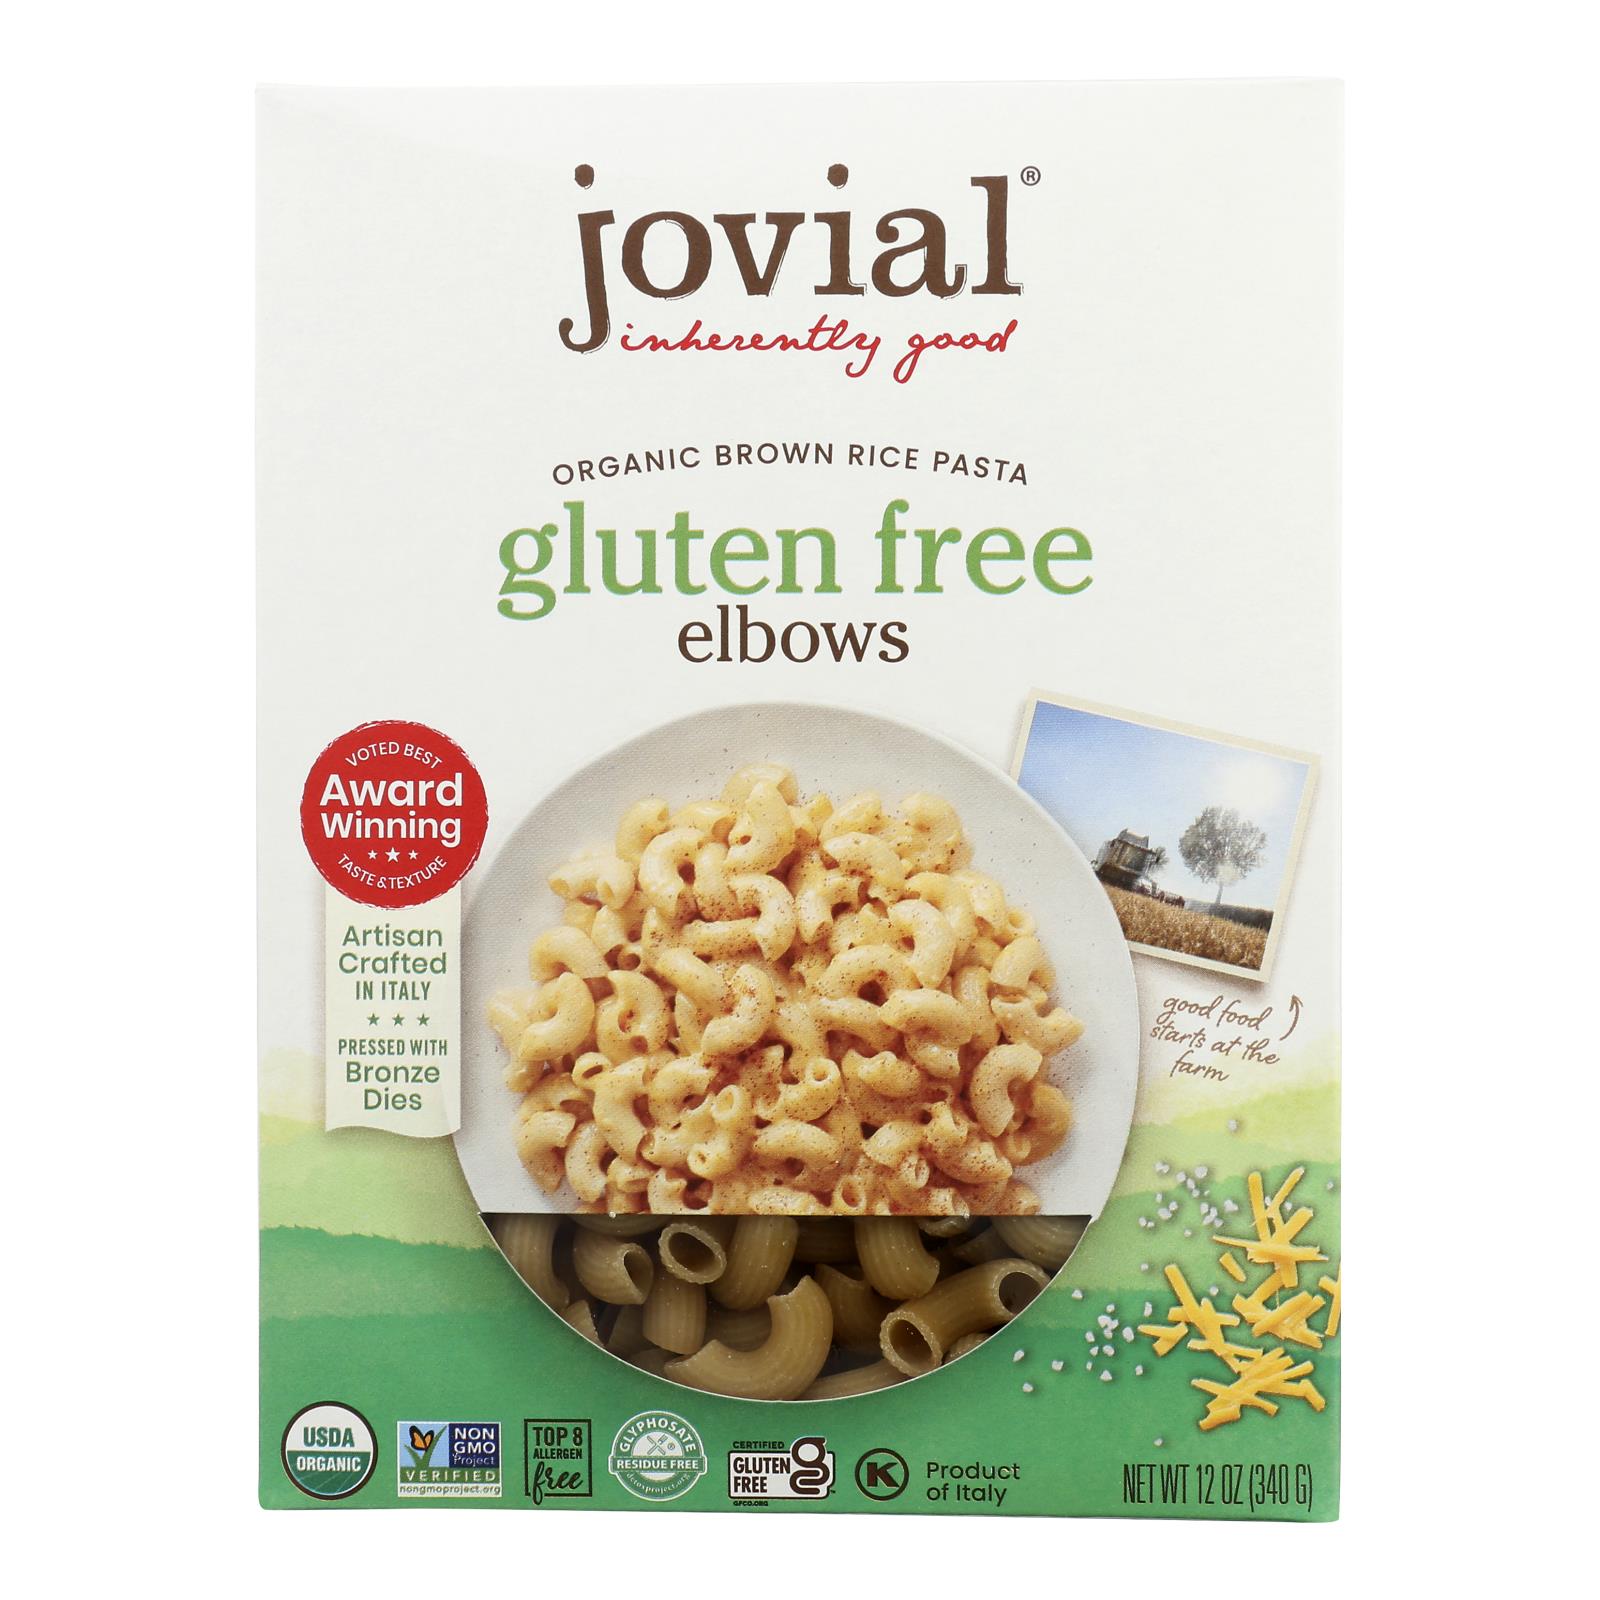 jovial®
inherently good
ORGANIC BROWN RICE PASTA
gluten free
elbows
VOTED BEST
Award
Winning
TASTE & TEXTURE
Artisan
Crafted
IN ITALY
PRESSED WITH
Bronze
Dies
good food
starts at the
farm
USDA
ORGANIC
NON
GMO
Project
VERIFIED
nongmoproject.org
TOP 8
ALLERGEN
free
GLYPHOSATE
RESIDUE FREE
detoxproject.org
CERTIFIED
GLUTEN
FREE
GFCO.ORG
K
Product
of Italy
NET WT 12 OZ (340 G)